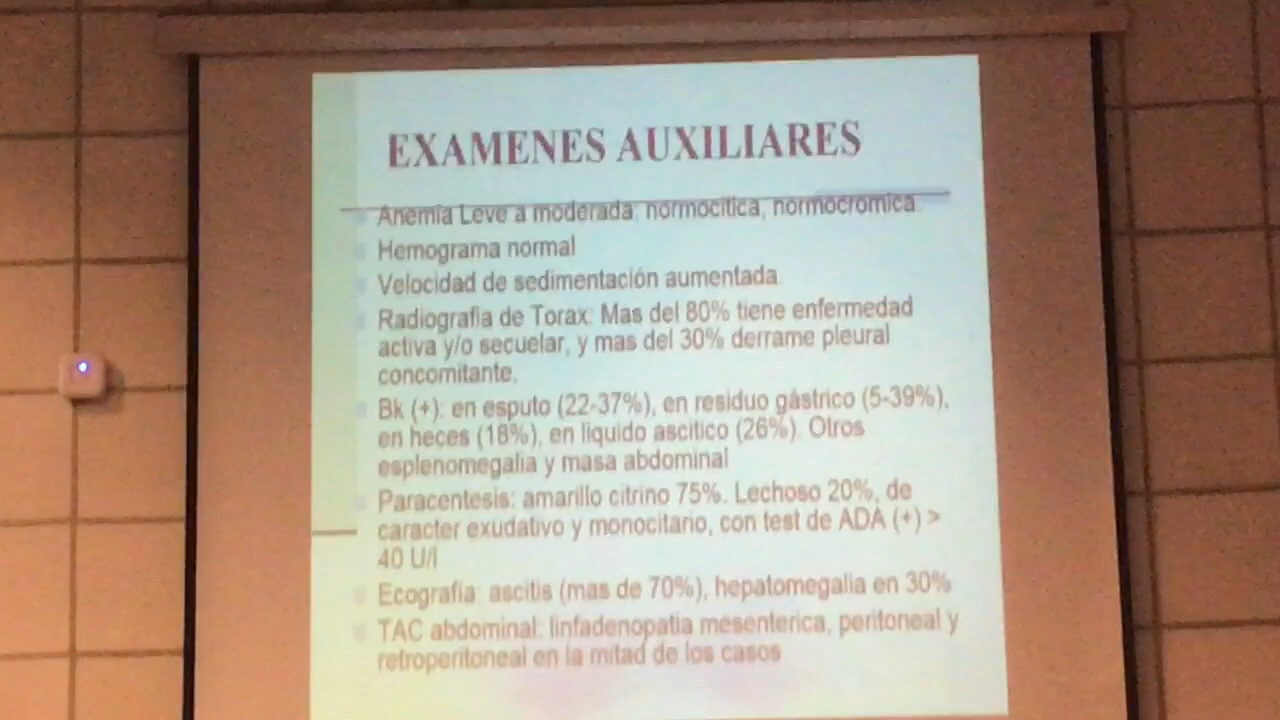 EXAMENES AUXILIARES
Anemia Leve a moderada: normocitica, normocromica.
Hemograma normal
Velocidad de sedimentación aumentada.
Radiografia de Torax: Mas del 80% tiene enfermedad
activa y/o secuelar, y mas del 30% derrame pleural
concomitante.
Bk (+): en esputo (22-37%), en residuo gástrico (5-39%),
en heces (18%), en liquido ascitico (26%). Otros
esplenomegalia y masa abdominal
Paracentesis: amarillo citrino 75%. Lechoso 20%, de
caracter exudativo y monocitario, con test de ADA (+) >
40 U/l
Ecografia: ascitis (mas de 70%), hepatomegalia en 30%
TAC abdominal: linfadenopatia mesenterica, peritoneal y
retroperitoneal en la mitad de los casos